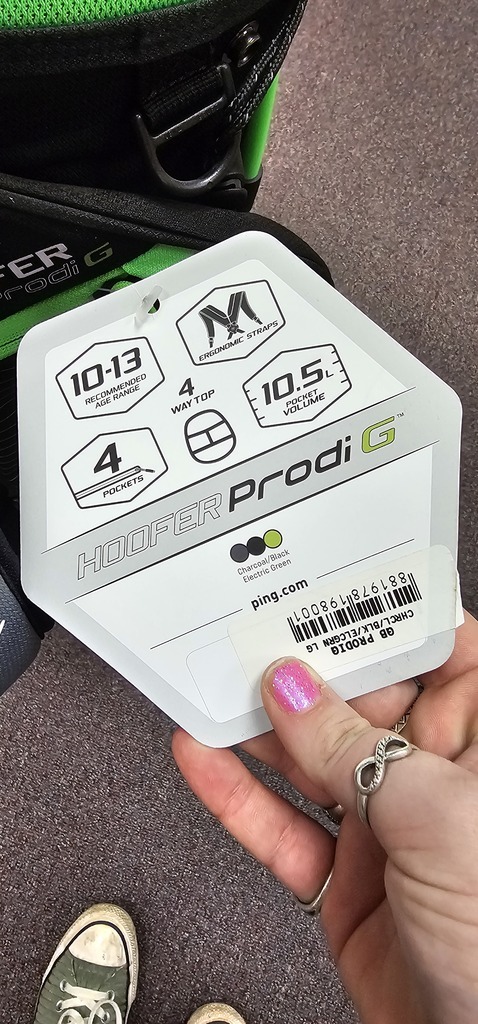 FER
Prodi G
10-13
RECOMMENDED
AGE RANGE
ERGONOMIC STRAPS
4
WAY TOP
10.5L
POCKET
VOLUME
4
POCKETS
HOOFER Prodi G™
Charcoal/Black
Electric Green
ping.com
GB PRODIG
CHRCL/BLK/ELCGRN LG